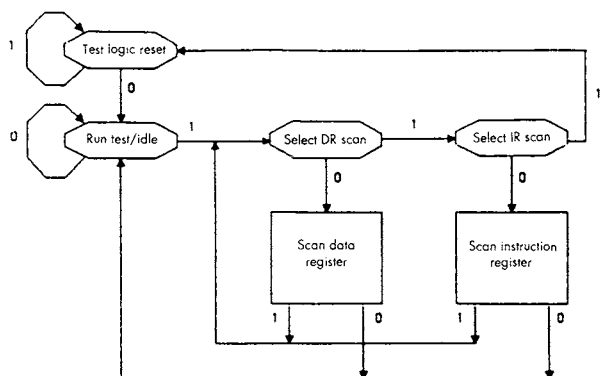 1
Test logic reset
0
1
0
Run test/idle
1
Select DR scan
1
Select IR scan
0
0
Scan data
register
Scan instruction
register
1
0
1
0